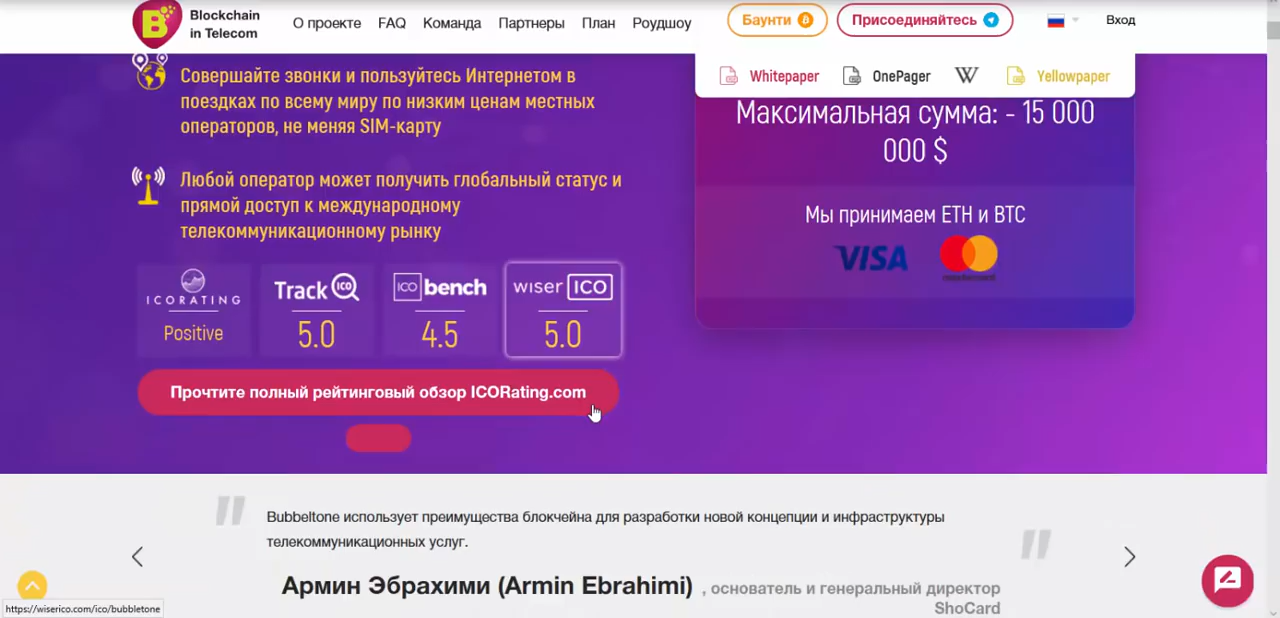 Blockchain
in Telecom
О проекте FAQ Команда Партнеры План Роудшоу
Баунти
Присоединяйтесь
Вход
Whitepaper OnePager W Yellowpaper
Совершайте звонки и пользуйтесь Интернетом в
поездках по всему миру по низким ценам местных
операторов, не меняя SIM-карту
Любой оператор может получить глобальный статус и
прямой доступ к международному
телекоммуникационному рынку
Максимальная сумма: - 15 000
000 $
Мы принимаем ETH и BTC
VISA
ICORATING
Positive
Track ICO
5.0
ICO bench
4.5
wiser ICO
5.0
Прочтите полный рейтинговый обзор ICORating.com
Bubbeltone использует преимущества блокчейна для разработки новой концепции и инфраструктуры
телекоммуникационных услуг.
Армин Эбрахими (Armin Ebrahimi) , основатель и генеральный директор
ShoCard
https://wiserico.com/ico/bubbletone